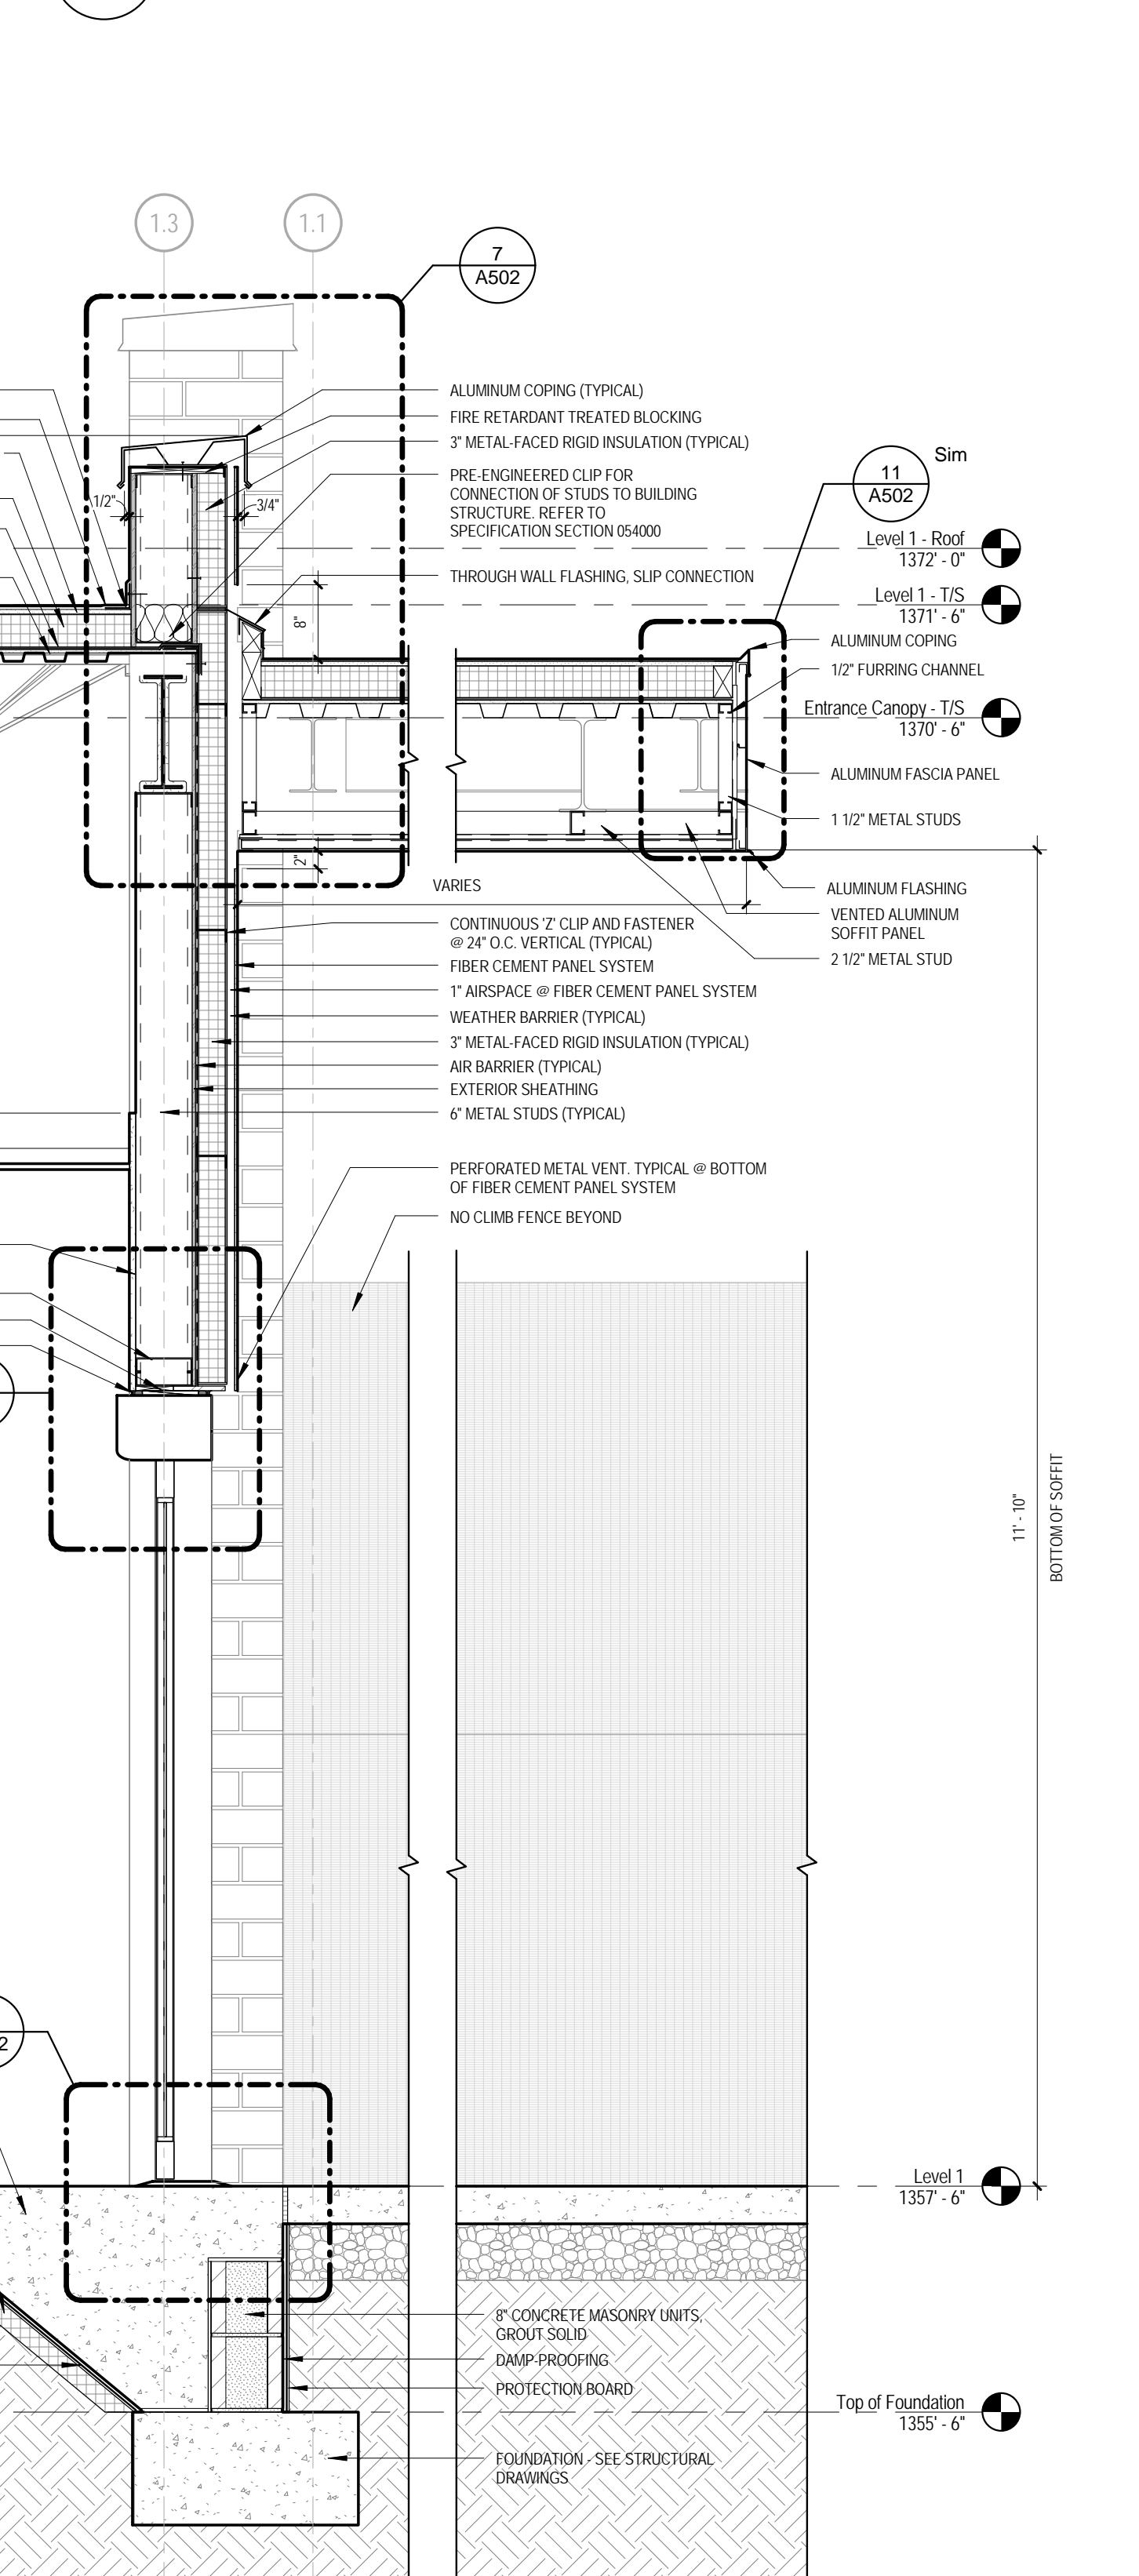 1.3
1.1
7
A502
ALUMINUM COPING (TYPICAL)
FIRE RETARDANT TREATED BLOCKING
3" METAL-FACED RIGID INSULATION (TYPICAL)
PRE-ENGINEERED CLIP FOR
CONNECTION OF STUDS TO BUILDING
STRUCTURE. REFER TO
SPECIFICATION SECTION 054000
1/2"
3/4"
THROUGH WALL FLASHING, SLIP CONNECTION
8"
11
A502
Sim
Level 1 - Roof
1372' - 0"
Level 1 - T/S
1371' - 6"
ALUMINUM COPING
1/2" FURRING CHANNEL
Entrance Canopy - T/S
1370' - 6"
ALUMINUM FASCIA PANEL
1 1/2" METAL STUDS
2"
VARIES
ALUMINUM FLASHING
VENTED ALUMINUM
SOFFIT PANEL
2 1/2" METAL STUD
CONTINUOUS 'Z' CLIP AND FASTENER
@ 24" O.C. VERTICAL (TYPICAL)
FIBER CEMENT PANEL SYSTEM
1" AIRSPACE @ FIBER CEMENT PANEL SYSTEM
WEATHER BARRIER (TYPICAL)
3" METAL-FACED RIGID INSULATION (TYPICAL)
AIR BARRIER (TYPICAL)
EXTERIOR SHEATHING
6" METAL STUDS (TYPICAL)
PERFORATED METAL VENT. TYPICAL @ BOTTOM
OF FIBER CEMENT PANEL SYSTEM
NO CLIMB FENCE BEYOND
11' - 10"
BOTTOM OF SOFFIT
2
Level 1
1357' - 6"
8" CONCRETE MASONRY UNITS,
GROUT SOLID
DAMP-PROOFING
PROTECTION BOARD
Top of Foundation
1355' - 6"
FOUNDATION - SEE STRUCTURAL
DRAWINGS